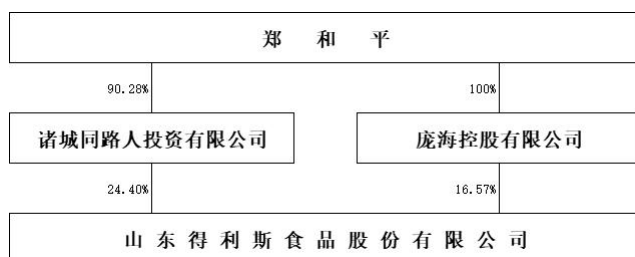 郑和平
90.28% 100%
诸城同路人投资有限公司 庞海控股有限公司
24.40% 16.57%
山东得利斯食品股份有限公司